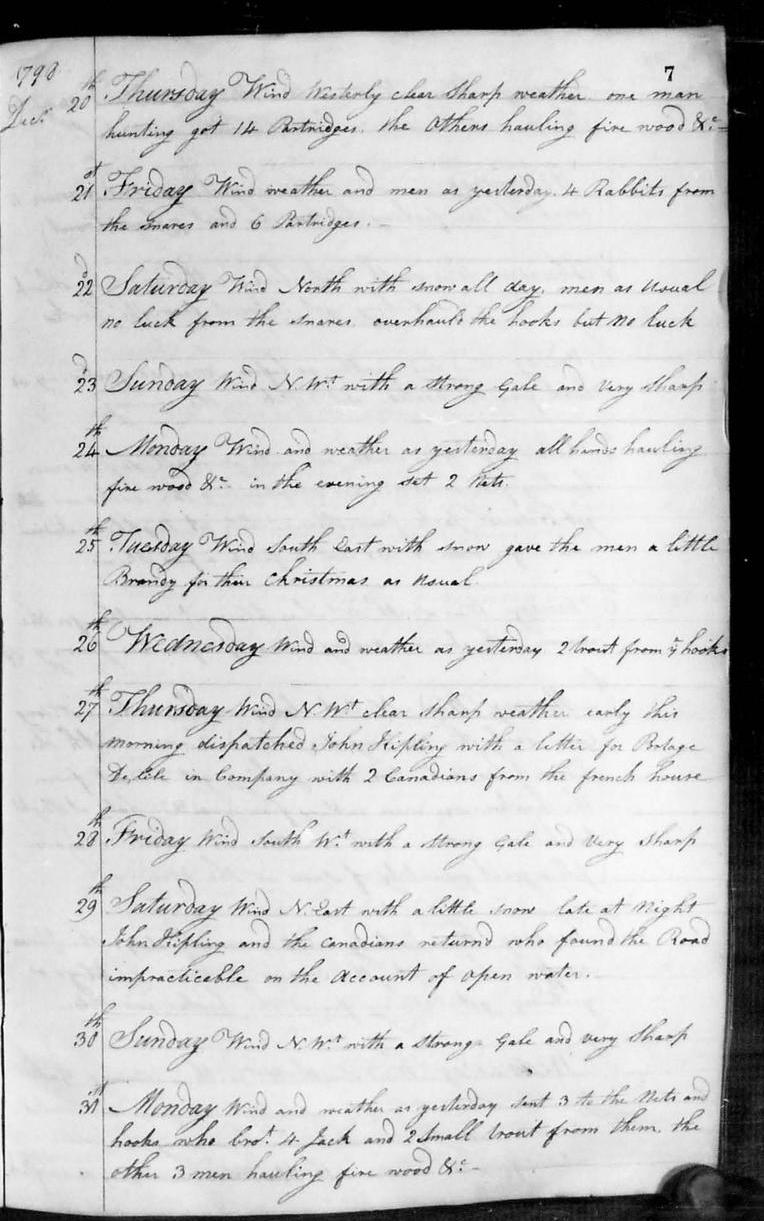 7
1798
Decr
20th Thursday Wind Westerly clear sharp weather one man
hunting got 14 Partridges. the Others hauling fire wood &c
21st Friday Wind weather and men as yesterday. 4 Rabbits from
the snares and 6 Partridges.
22d Saturday Wind North with snow all day. men as usual
no luck from the snares overhauld the hooks but no luck
23d Sunday Wind N.Wt with a strong Gale and very sharp
24th Monday Wind and weather as yesterday all hands hauling
fire wood &c in the evening set 2 Nets.
25th Tuesday Wind South East with snow gave the men a little
Brandy for their Christmas as usual.
26th Wednesday Wind and weather as yesterday 2 trout from ye hooks
27th Thursday Wind N.Wt clear sharp weather early this
morning dispatched John Kipling with a letter for
in Company with 2 Canadians from the french house
28th Friday Wind South Wt with a strong Gale and very sharp
29th Saturday Wind N.East with a little snow late at Night
John Kipling and the Canadians returnd who found the Road
impracticable on the Account of open water.
30th Sunday Wind N.Wt with a strong Gale and very sharp
31st Monday Wind and weather as yesterday sent 3 to the Nets and
hooks who brot. 4 Jack and 2 small trout from them. the
other 3 men hauling fire wood &c